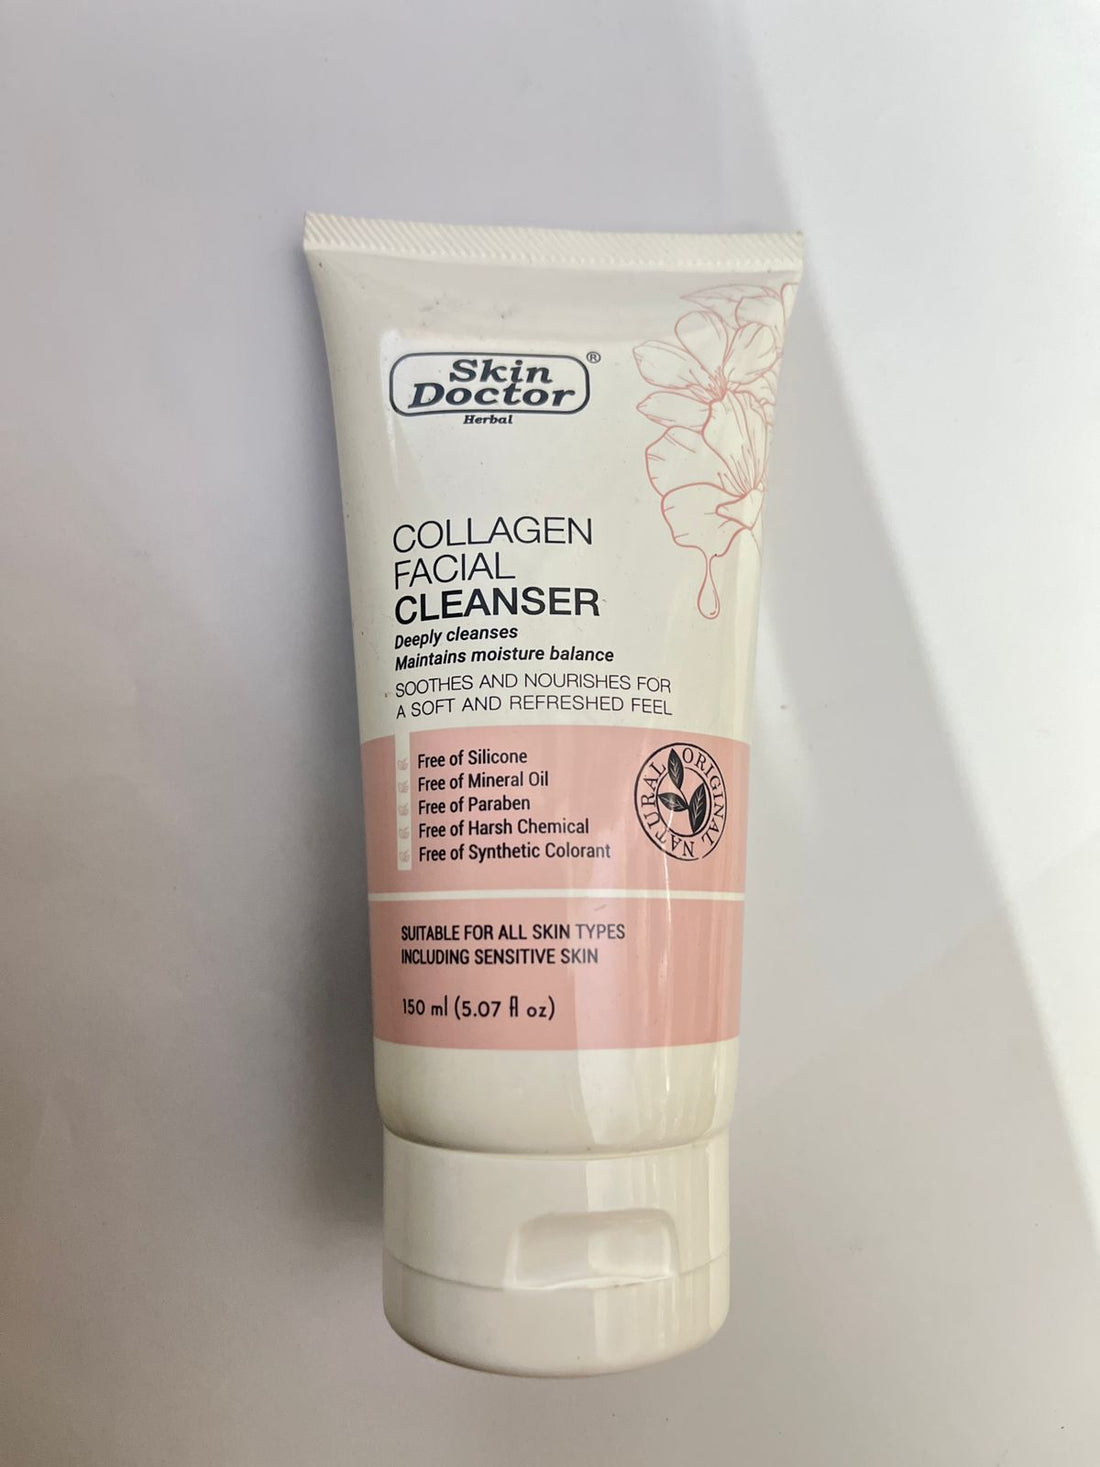 Skin
Doctor
®
Herbal
COLLAGEN
FACIAL
CLEANSER
Deeply cleanses
Maintains moisture balance
SOOTHES AND NOURISHES FOR
A SOFT AND REFRESHED FEEL
Free of Silicone
Free of Mineral Oil
Free of Paraben
Free of Harsh Chemical
Free of Synthetic Colorant
NATURAL ORIGINAL
SUITABLE FOR ALL SKIN TYPES
INCLUDING SENSITIVE SKIN
150 ml (5.07 fl oz)